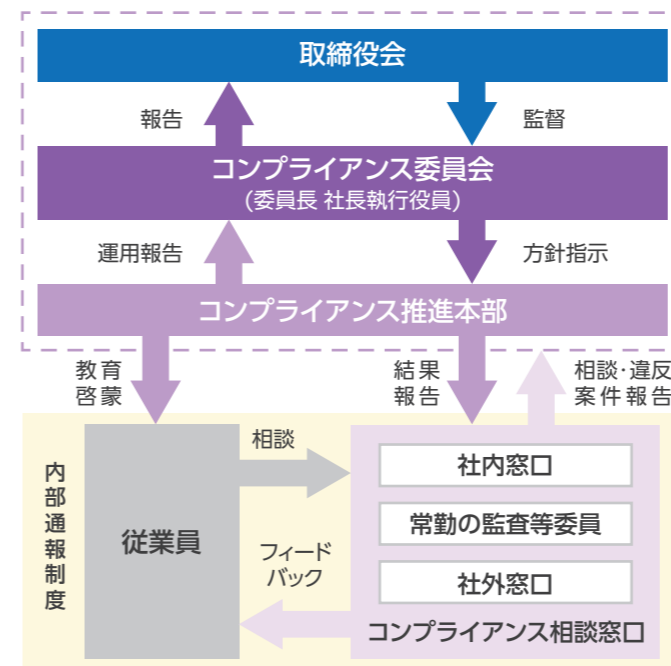 取締役会
報告
監督
コンプライアンス委員会
(委員長 社長執行役員)
運用報告
方針指示
コンプライアンス推進本部
教育
啓蒙
結果
報告
相談・違反
案件報告
内部通報制度
従業員
相談
フィード
バック
社内窓口
常勤の監査等委員
社外窓口
コンプライアンス相談窓口